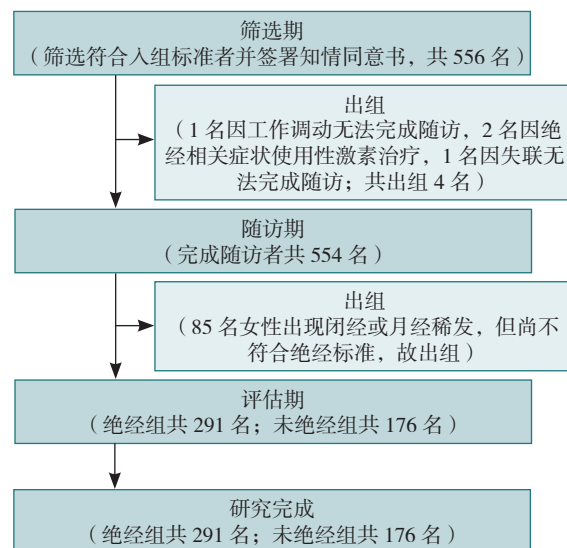 筛选期
（筛选符合入组标准者并签署知情同意书，共 556 名）
出组
（1 名因工作调动无法完成随访，2 名因绝
经相关症状使用性激素治疗，1 名因失联无
法完成随访；共出组 4 名）
随访期
（完成随访者共 554 名）
出组
（85 名女性出现闭经或月经稀发，但尚不
符合绝经标准，故出组）
评估期
（绝经组共 291 名；未绝经组共 176 名）
研究完成
（绝经组共 291 名；未绝经组共 176 名）